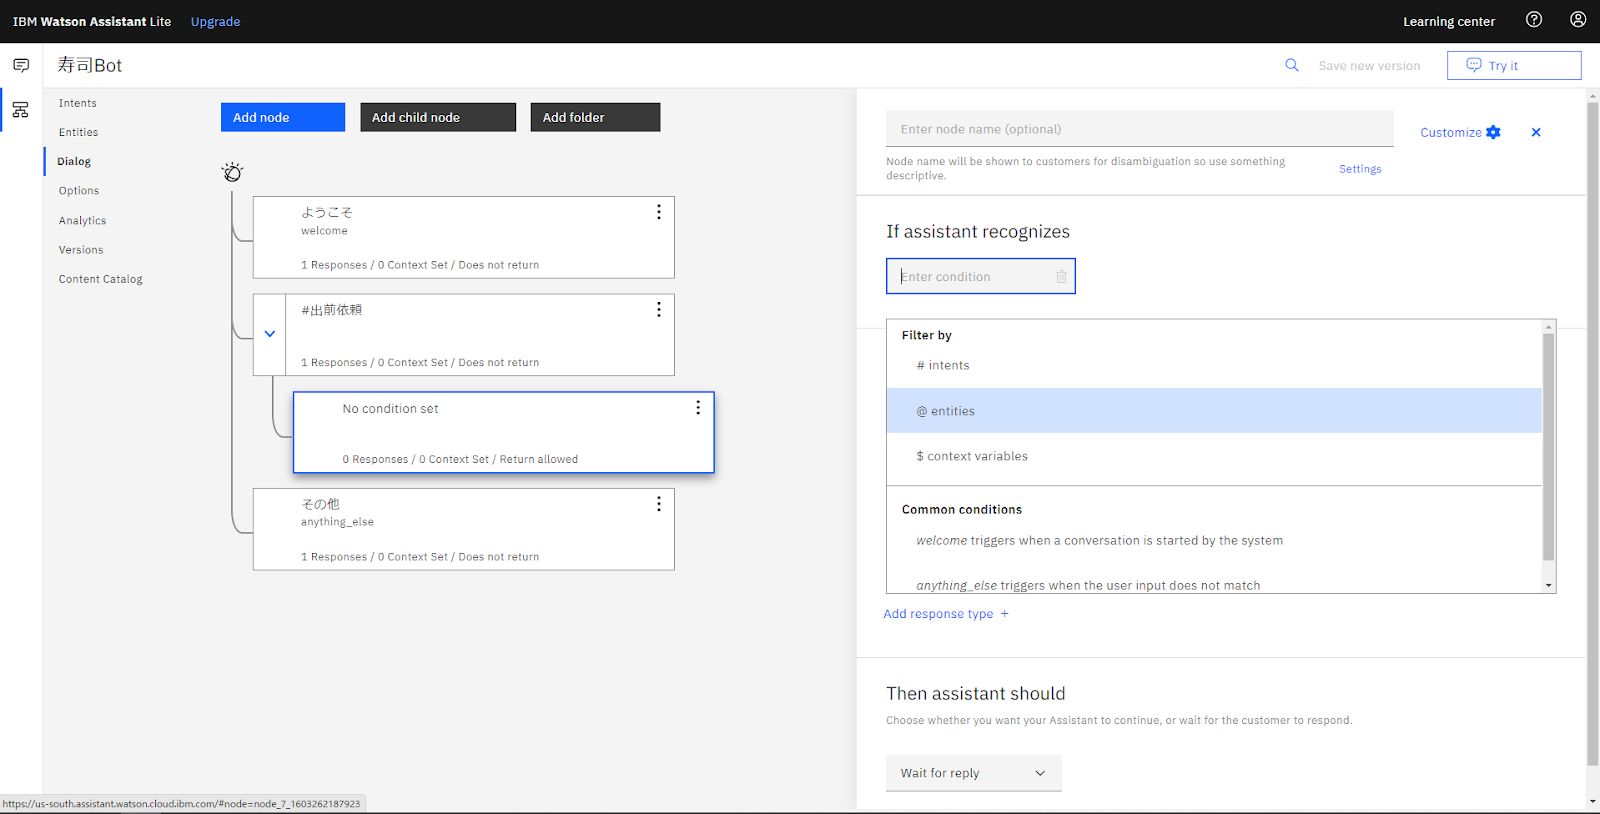 IBM Watson Assistant Lite Upgrade Learning center
寿司Bot Save new version Try it
Intents
Entities
Dialog
Options
Analytics
Versions
Content Catalog
Add node Add child node Add folder
ようこそ
welcome
1 Responses / 0 Context Set / Does not return
#出前依頼
1 Responses / 0 Context Set / Does not return
No condition set
0 Responses / 0 Context Set / Return allowed
その他
anything_else
1 Responses / 0 Context Set / Does not return
Enter node name (optional) Customize
Node name will be shown to customers for disambiguation so use something
descriptive.
Settings
If assistant recognizes
Enter condition
Filter by
# intents
@ entities
$ context variables
Common conditions
welcome triggers when a conversation is started by the system
anything_else triggers when the user input does not match
Add response type +
Then assistant should
Choose whether you want your Assistant to continue, or wait for the customer to respond.
Wait for reply
https://us-south.assistant.watson.cloud.ibm.com/#node=node_7_1603262187923